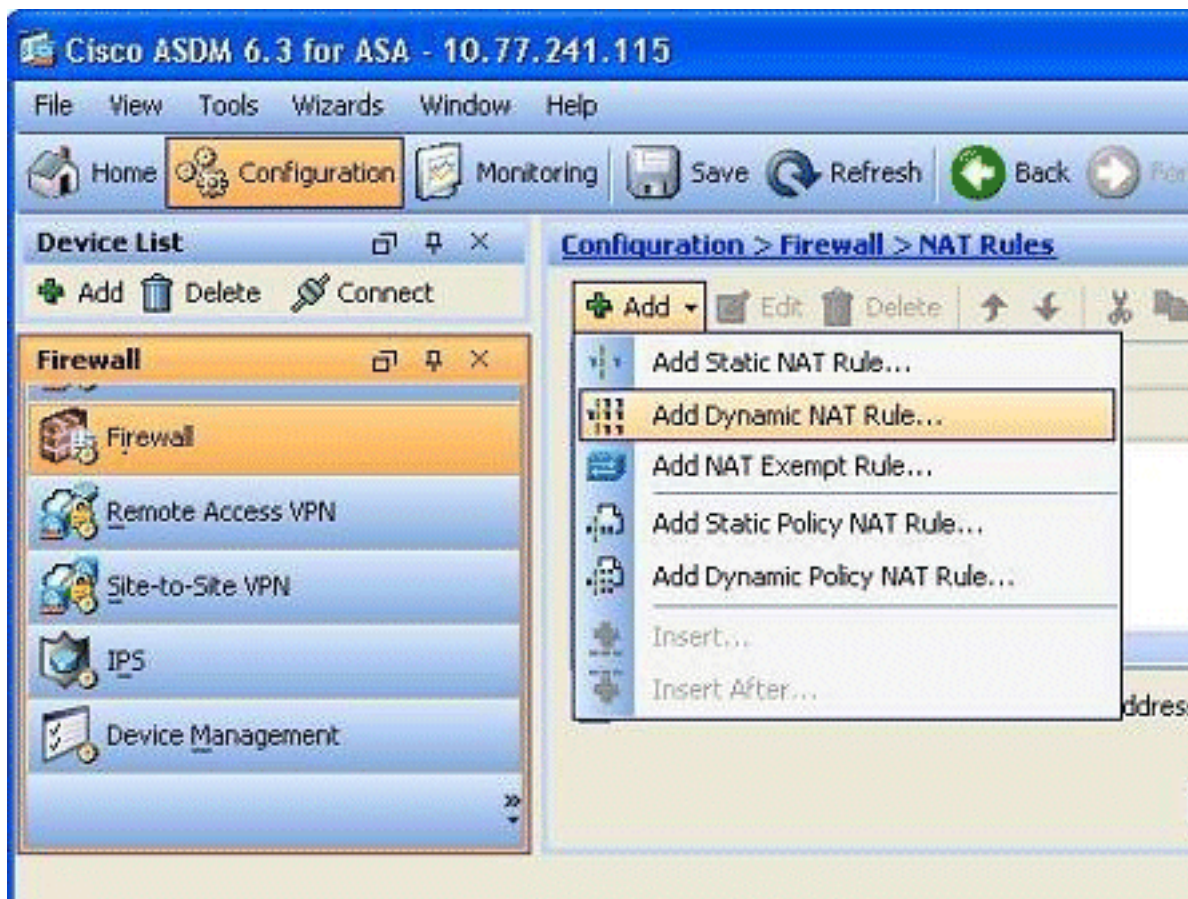 Cisco ASDM 6.3 for ASA - 10.77.241.115
File View Tools Wizards Window Help
Home Configuration Monitoring Save Refresh Back
Device List
Add Delete Connect
Firewall
Firewall
Remote Access VPN
Site-to-Site VPN
IPS
Device Management
Configuration > Firewall > NAT Rules
Add Edit Delete
Add Static NAT Rule...
Add Dynamic NAT Rule...
Add NAT Exempt Rule...
Add Static Policy NAT Rule...
Add Dynamic Policy NAT Rule...
Insert...
Insert After...
ddres